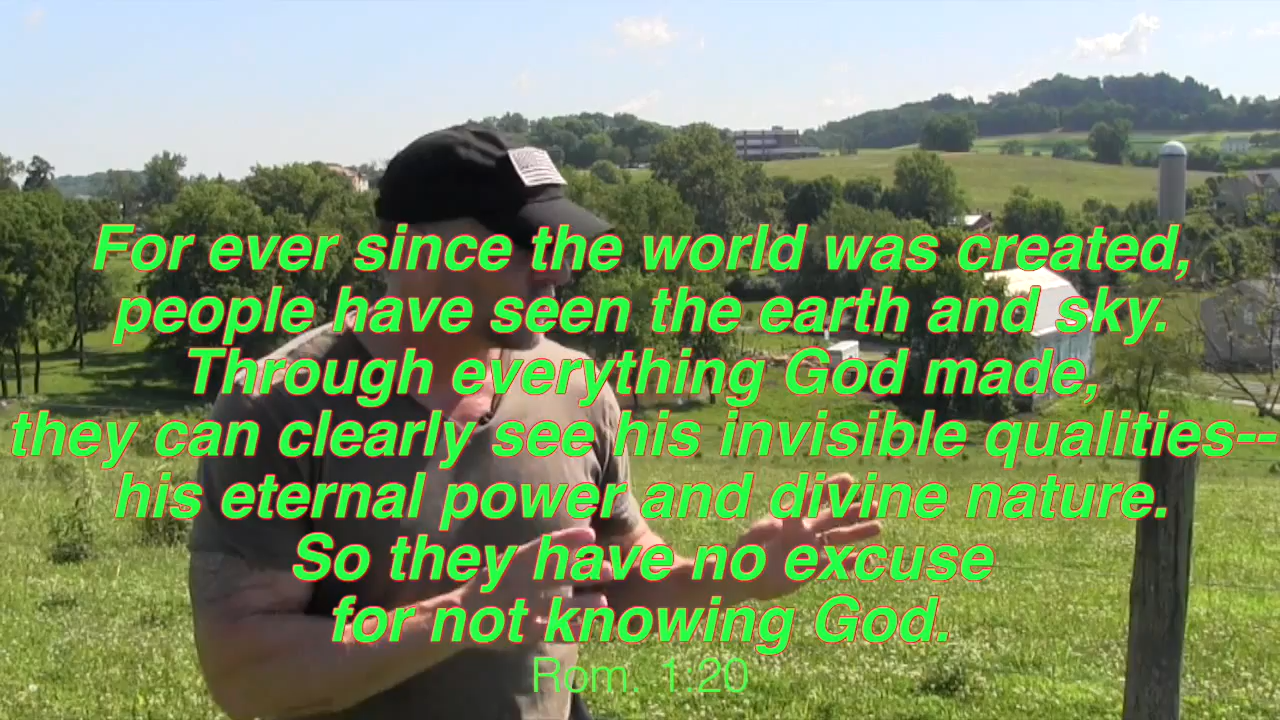 For ever since the world was created,
people have seen the earth and sky.
Through everything God made,
they can clearly see his invisible qualities--
his eternal power and divine nature.
So they have no excuse
for not knowing God.
Rom. 1:20